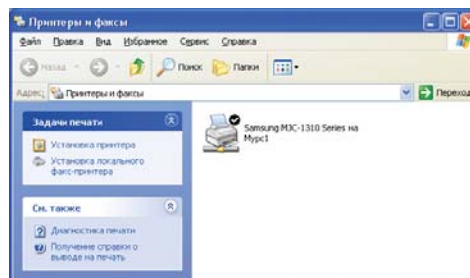 Принтеры и факсы
Файл Правка Вид Избранное Сервис Справка
Назад Поиск Папки
Адрес: Принтеры и факсы Переход
Задачи печати
Установка принтера
Установка локального
факс-принтера
Samsung MJC-1310 Series на
Mypc1
См. также
Диагностика печати
Получение справки о
выводе на печать